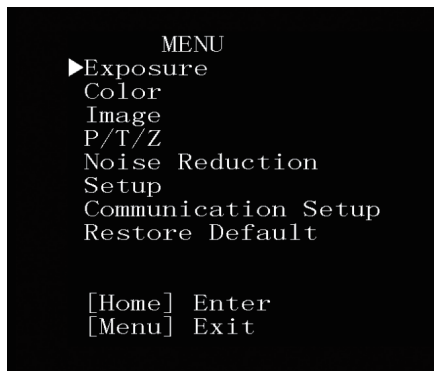 MENU
▶Exposure
Color
Image
P/T/Z
Noise Reduction
Setup
Communication Setup
Restore Default
[Home] Enter
[Menu] Exit